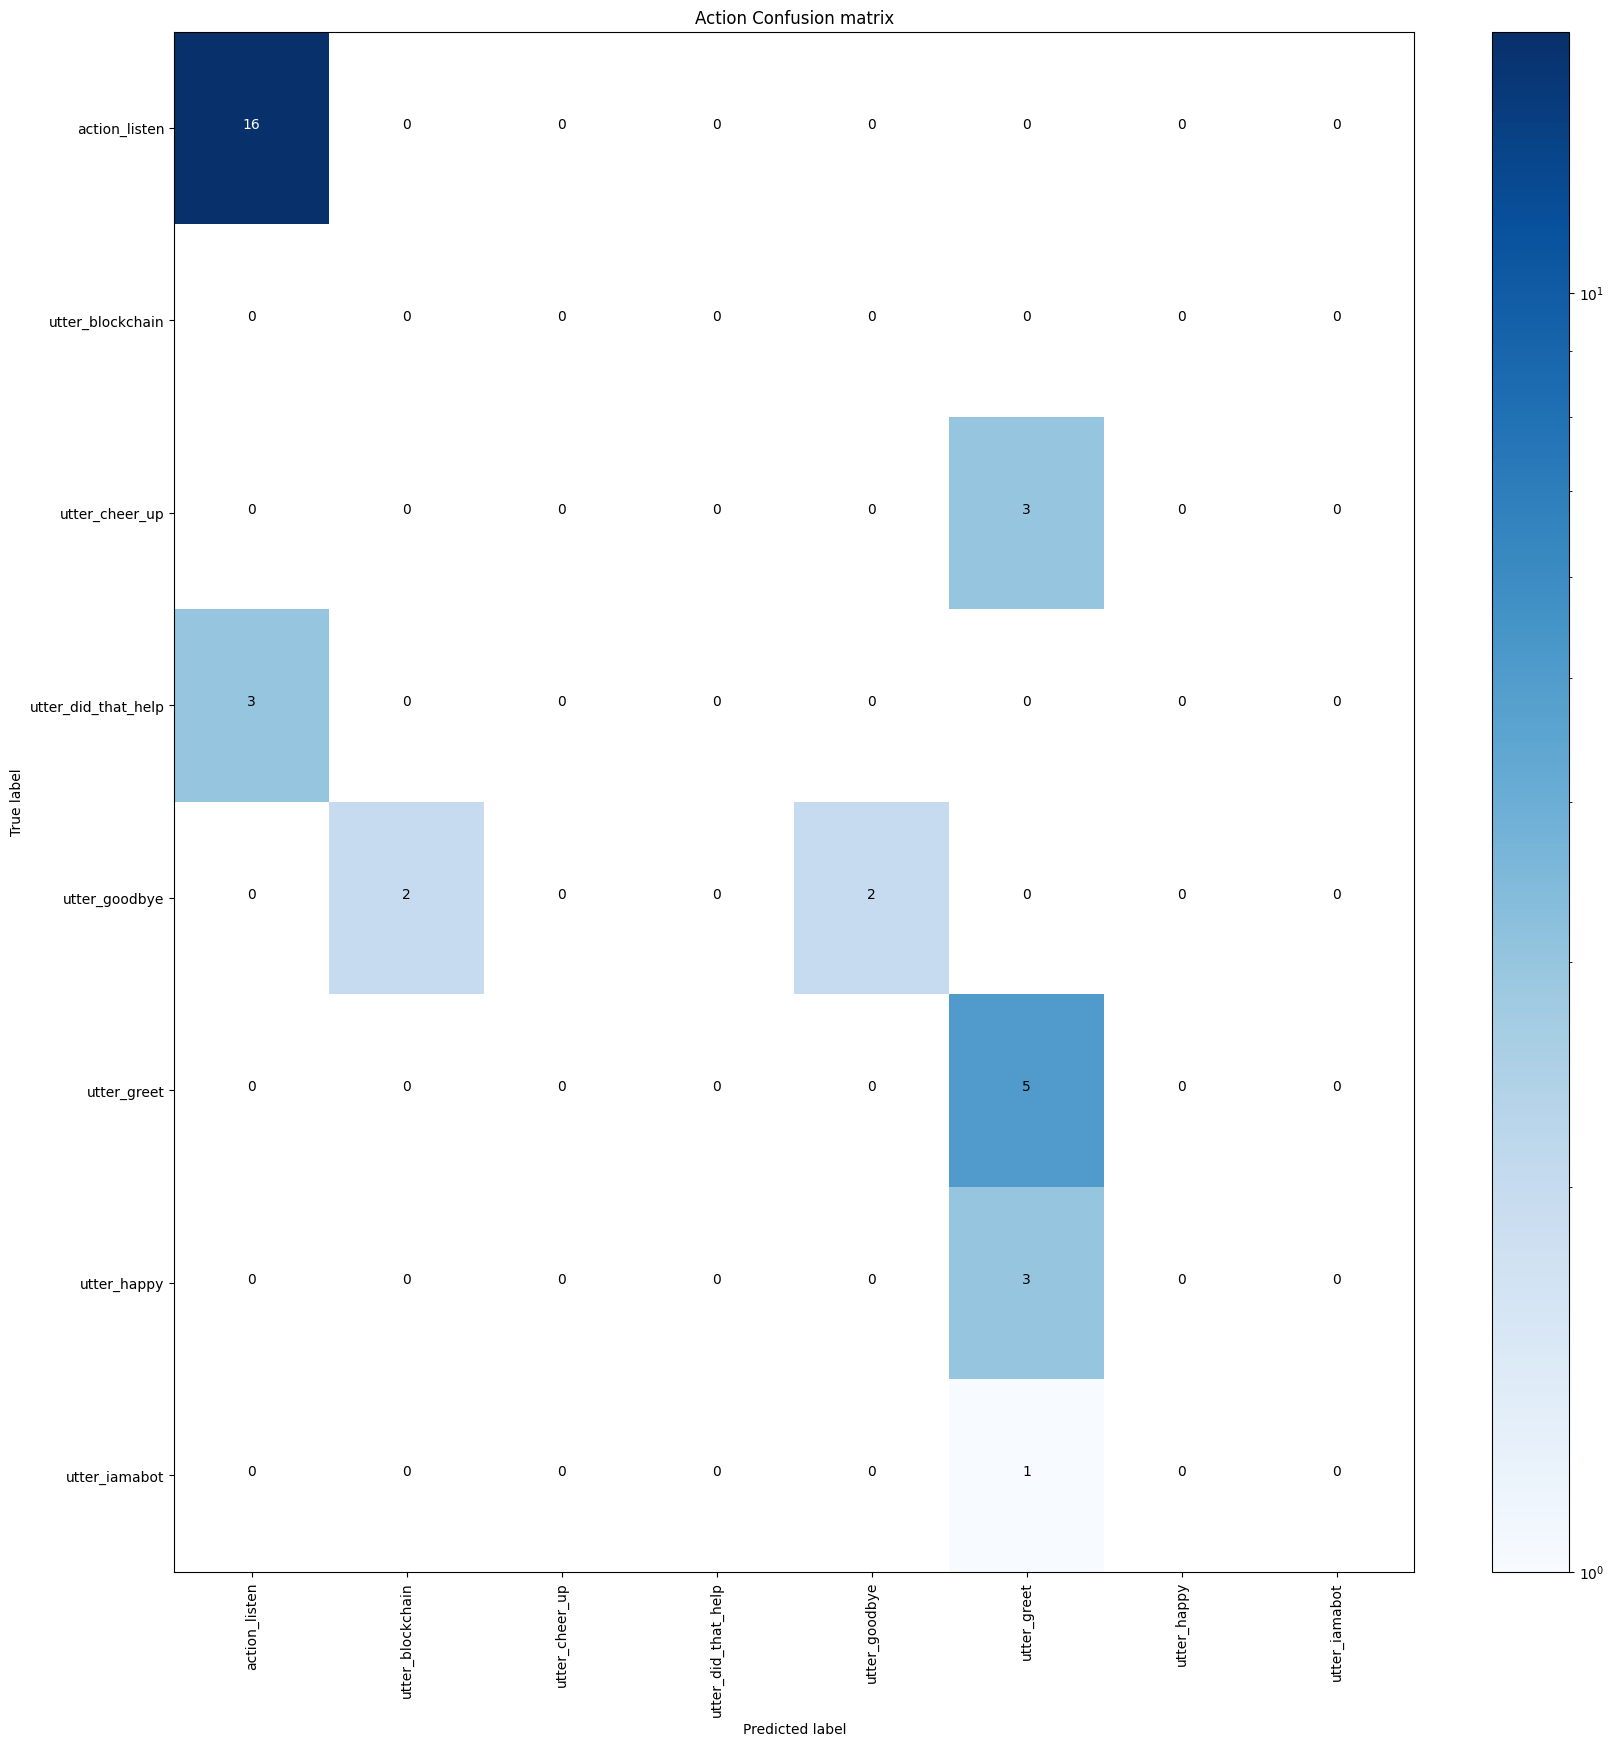 Action Confusion matrix
action_listen 16 0 0 0 0 0 0 0
utter_blockchain 0 0 0 0 0 0 0 0
utter_cheer_up 0 0 0 0 0 3 0 0
utter_did_that_help 3 0 0 0 0 0 0 0
utter_goodbye 0 2 0 0 2 0 0 0
utter_greet 0 0 0 0 0 5 0 0
utter_happy 0 0 0 0 0 3 0 0
utter_iamabot 0 0 0 0 0 1 0 0
True label
action_listen
utter_blockchain
utter_cheer_up
utter_did_that_help
utter_goodbye
utter_greet
utter_happy
utter_iamabot
Predicted label
10¹
10⁰